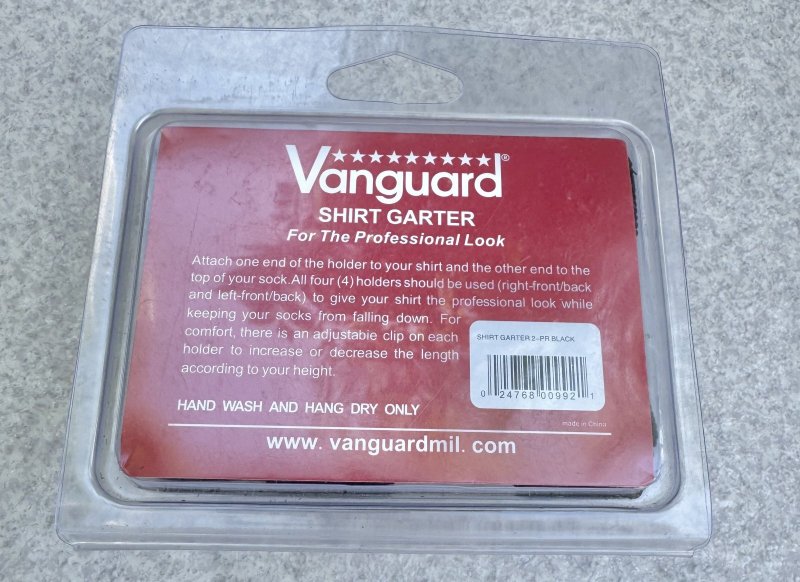 Vanguard®
SHIRT GARTER
For The Professional Look
Attach one end of the holder to your shirt and the other end to the
top of your sock.All four (4) holders should be used (right-front/back
and left-front/back) to give your shirt the professional look while
keeping your socks from falling down. For
comfort, there is an adjustable clip on each
holder to increase or decrease the length
according to your height.
SHIRT GARTER 2-PR BLACK
0 24768 00992 1
HAND WASH AND HANG DRY ONLY
made in China
www. vanguardmil. com